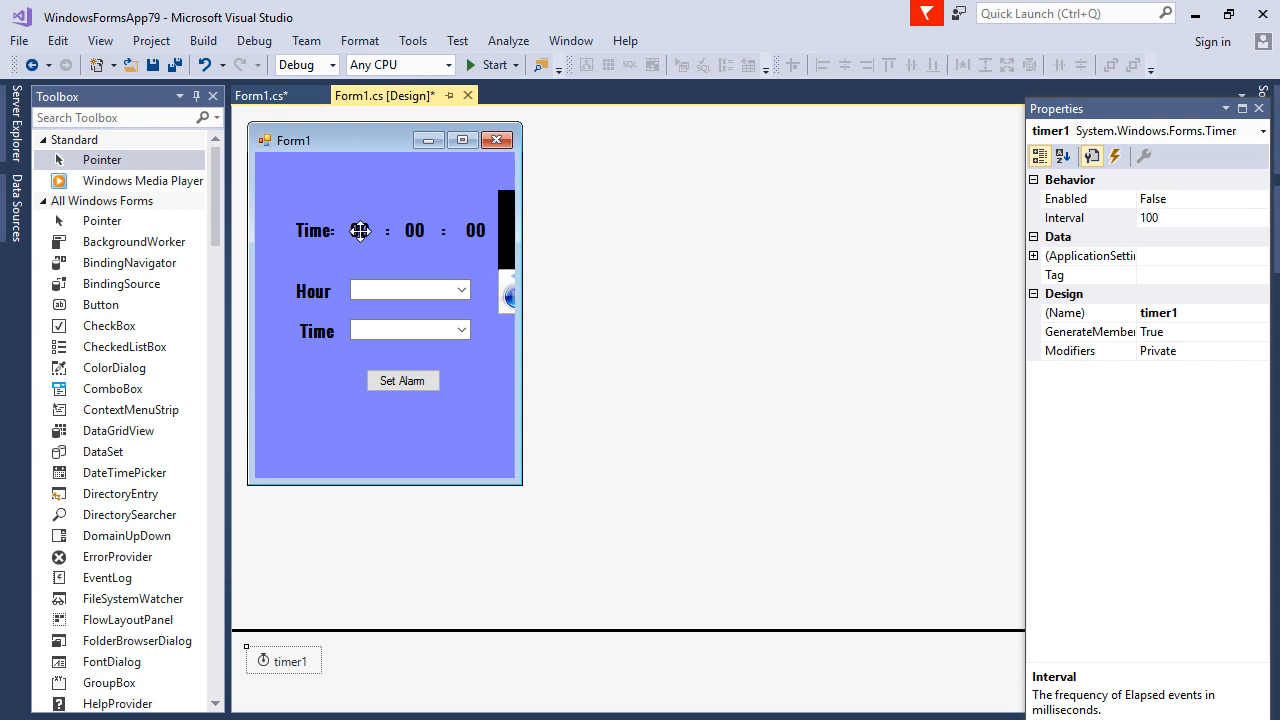 WindowsFormsApp79 - Microsoft Visual Studio
Quick Launch (Ctrl+Q)
File Edit View Project Build Debug Team Format Tools Test Analyze Window Help
Sign in
Debug Any CPU Start
Server Explorer
Data Sources
Toolbox
Search Toolbox
Standard
Pointer
Windows Media Player
All Windows Forms
Pointer
BackgroundWorker
BindingNavigator
BindingSource
Button
CheckBox
CheckedListBox
ColorDialog
ComboBox
ContextMenuStrip
DataGridView
DataSet
DateTimePicker
DirectoryEntry
DirectorySearcher
DomainUpDown
ErrorProvider
EventLog
FileSystemWatcher
FlowLayoutPanel
FolderBrowserDialog
FontDialog
GroupBox
HelpProvider
Form1.cs* Form1.cs [Design]*
Form1
Time: : 00 : 00
Hour
Time
Set Alarm
timer1
So
Properties
timer1 System.Windows.Forms.Timer
Behavior
Enabled False
Interval 100
Data
(ApplicationSettin
Tag
Design
(Name) timer1
GenerateMember True
Modifiers Private
Interval
The frequency of Elapsed events in
milliseconds.